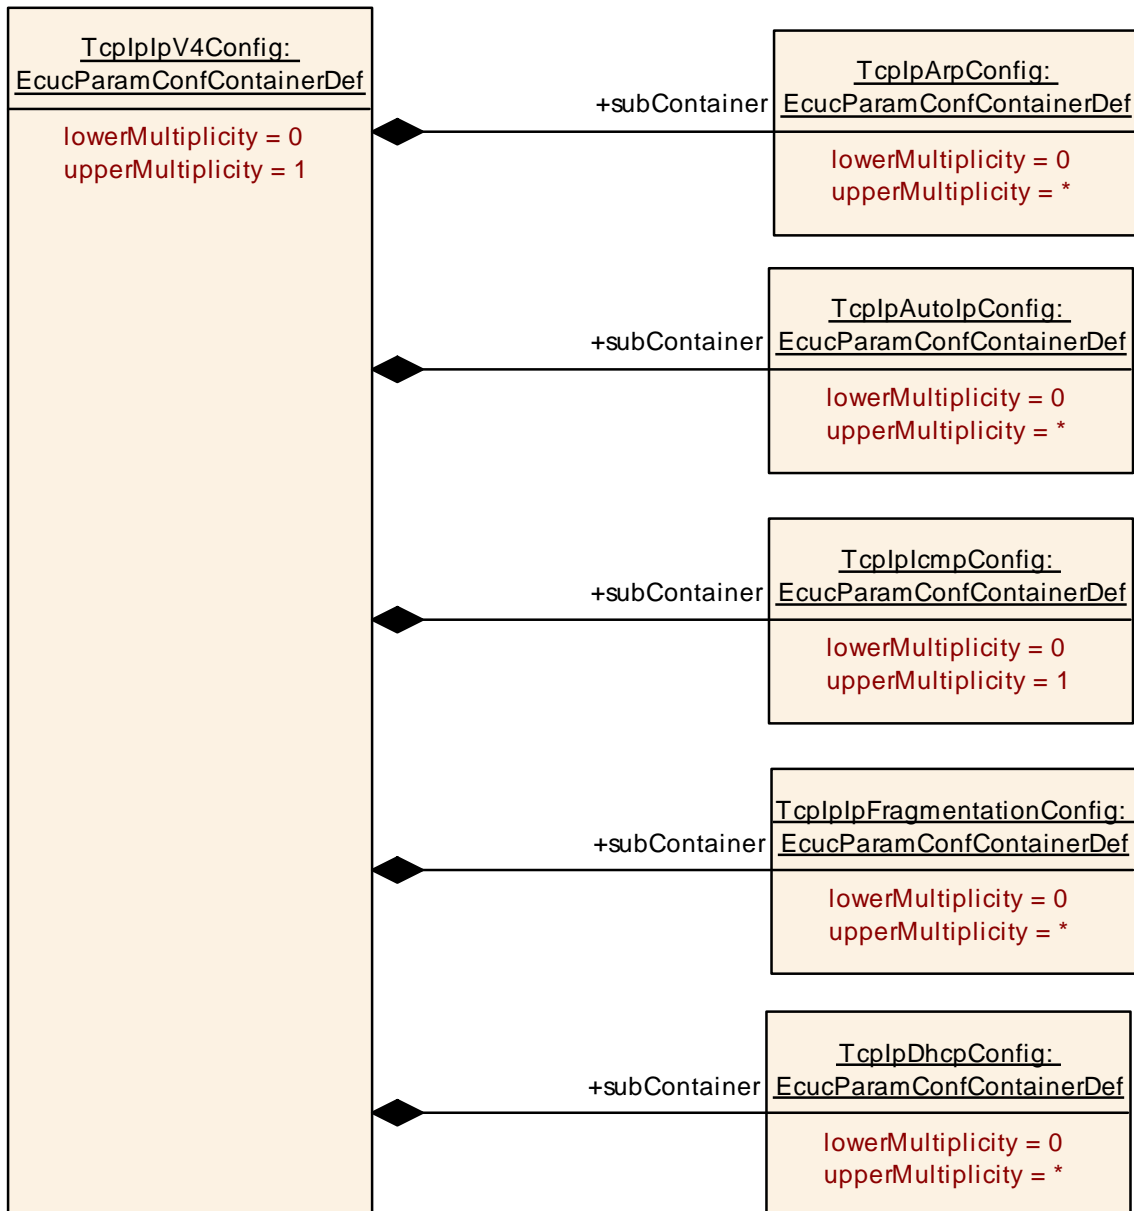 TcpIpIpV4Config:
EcucParamConfContainerDef
lowerMultiplicity = 0
upperMultiplicity = 1
+subContainer
TcpIpArpConfig:
EcucParamConfContainerDef
lowerMultiplicity = 0
upperMultiplicity = *
+subContainer
TcpIpAutoIpConfig:
EcucParamConfContainerDef
lowerMultiplicity = 0
upperMultiplicity = *
+subContainer
TcpIpIcmpConfig:
EcucParamConfContainerDef
lowerMultiplicity = 0
upperMultiplicity = 1
+subContainer
TcpIpIpFragmentationConfig:
EcucParamConfContainerDef
lowerMultiplicity = 0
upperMultiplicity = *
+subContainer
TcpIpDhcpConfig:
EcucParamConfContainerDef
lowerMultiplicity = 0
upperMultiplicity = *